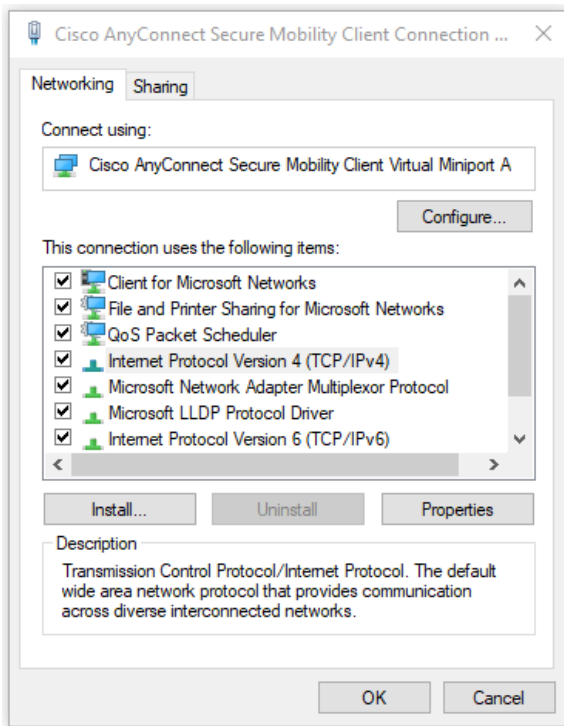 Cisco AnyConnect Secure Mobility Client Connection ...
Networking
Sharing
Connect using:
Cisco AnyConnect Secure Mobility Client Virtual Miniport A
Configure...
This connection uses the following items:
Client for Microsoft Networks
File and Printer Sharing for Microsoft Networks
QoS Packet Scheduler
Internet Protocol Version 4 (TCP/IPv4)
Microsoft Network Adapter Multiplexor Protocol
Microsoft LLDP Protocol Driver
Internet Protocol Version 6 (TCP/IPv6)
Install...
Uninstall
Properties
Description
Transmission Control Protocol/Internet Protocol. The default
wide area network protocol that provides communication
across diverse interconnected networks.
OK
Cancel